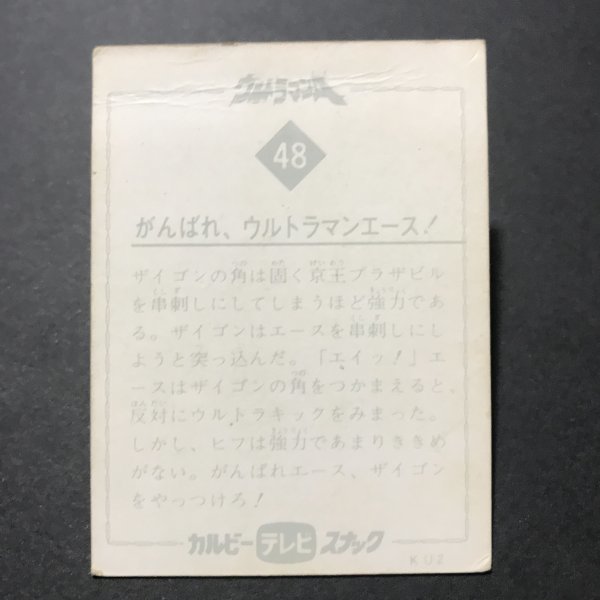 ウルトラマンA
48
がんばれ、ウルトラマンエース！
ザイゴンの角は固く京王プラザビル
を串刺しにしてしまうほど強力であ
る。ザイゴンはエースを串刺しにし
ようと突っ込んだ。「エイッ！」エ
ースはザイゴンの角をつかまえると、
反対にウルトラキックをみまった。
しかし、ヒフは強力であまりききめ
がない。がんばれエース、ザイゴン
をやっつけろ！
カルビー テレビ スナック
KU2